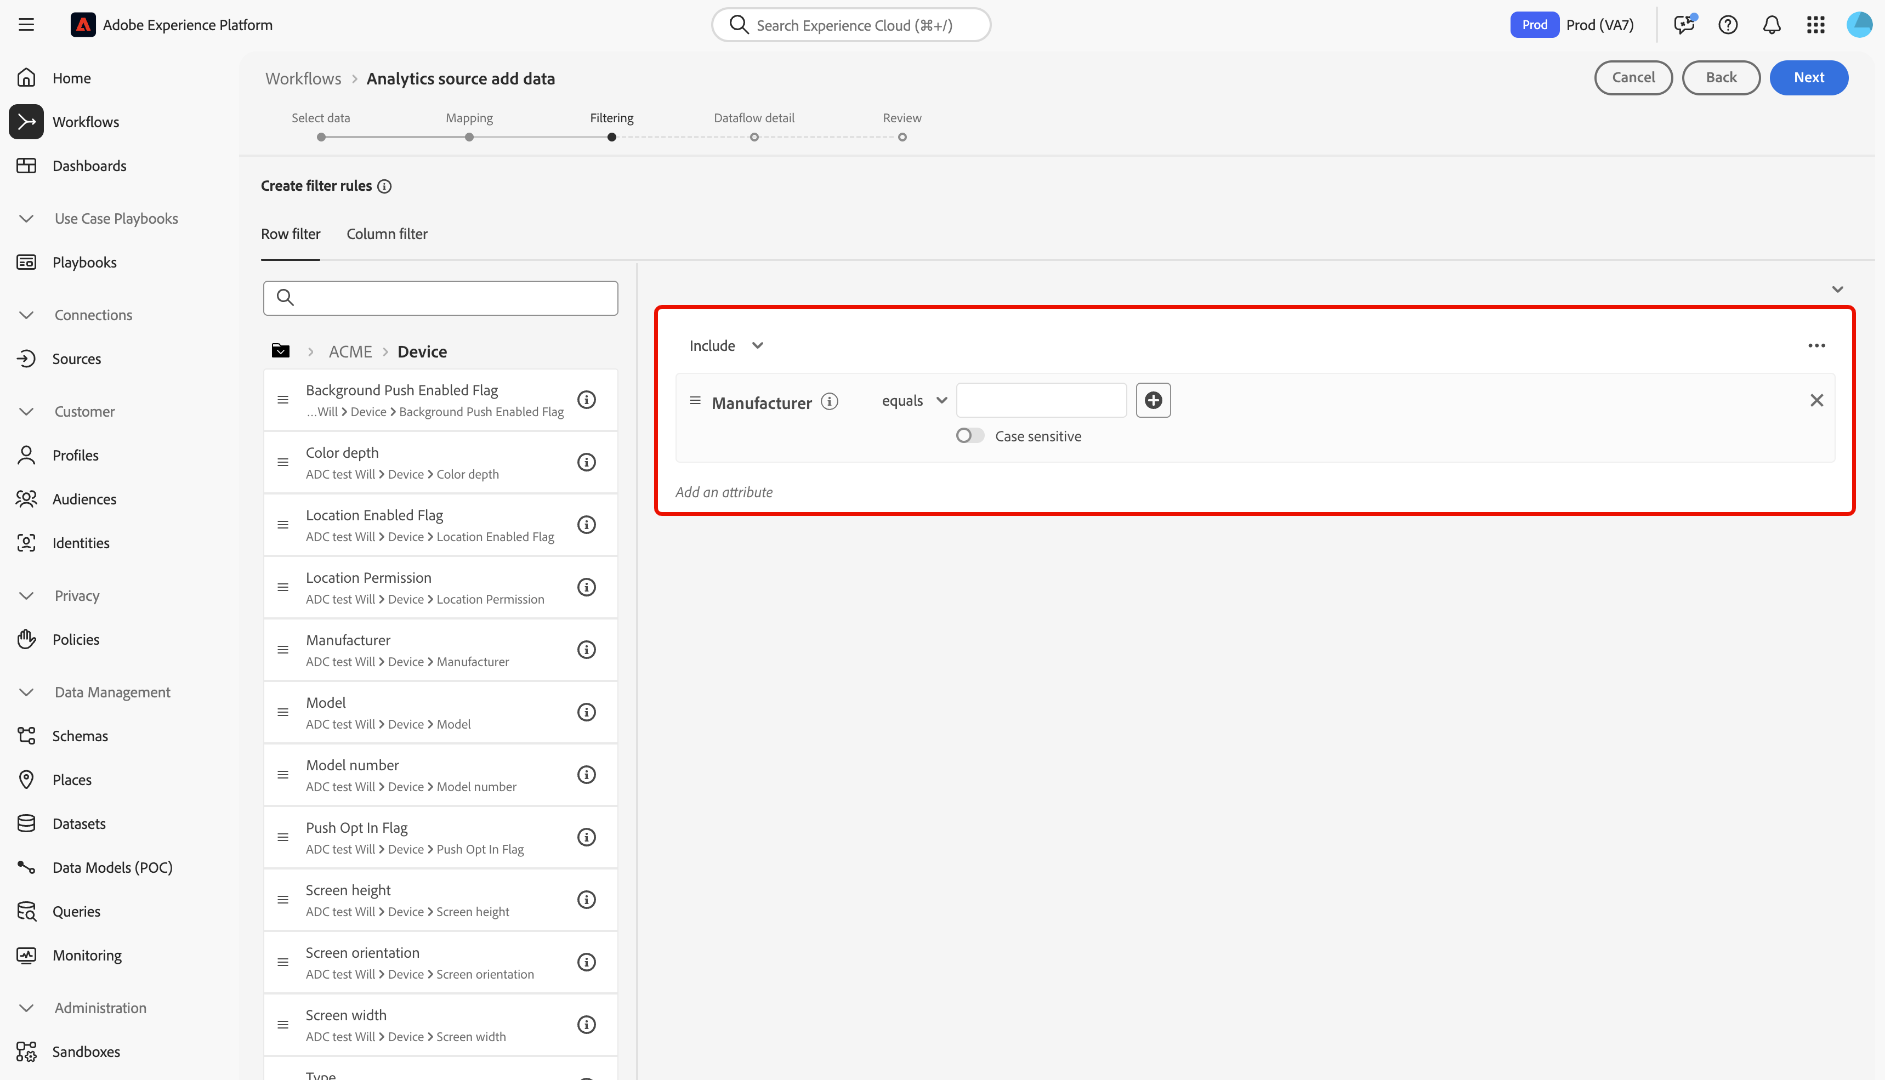 Adobe Experience Platform
Search Experience Cloud (⌘+/)
Prod
Prod (VA7)
Home
Workflows
Dashboards
Use Case Playbooks
Playbooks
Connections
Sources
Customer
Profiles
Audiences
Identities
Privacy
Policies
Data Management
Schemas
Places
Datasets
Data Models (POC)
Queries
Monitoring
Administration
Sandboxes
Workflows > Analytics source add data
Cancel
Back
Next
Select data
Mapping
Filtering
Dataflow detail
Review
Create filter rules
Row filter
Column filter
> ACME > Device
Background Push Enabled Flag
...Will > Device > Background Push Enabled Flag
Color depth
ADC test Will > Device > Color depth
Location Enabled Flag
ADC test Will > Device > Location Enabled Flag
Location Permission
ADC test Will > Device > Location Permission
Manufacturer
ADC test Will > Device > Manufacturer
Model
ADC test Will > Device > Model
Model number
ADC test Will > Device > Model number
Push Opt In Flag
ADC test Will > Device > Push Opt In Flag
Screen height
ADC test Will > Device > Screen height
Screen orientation
ADC test Will > Device > Screen orientation
Screen width
ADC test Will > Device > Screen width
Type
Include
Manufacturer
equals
Case sensitive
Add an attribute